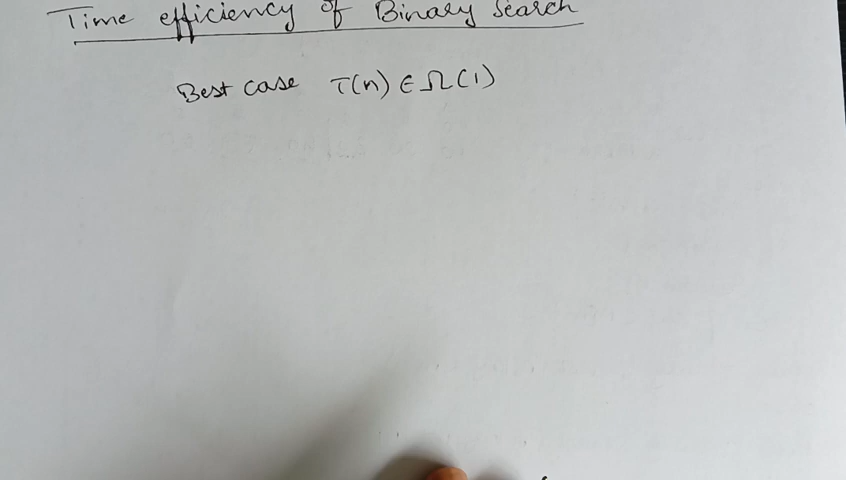 Time efficiency of Binary Search
Best case T(n) ∈ Ω(1)